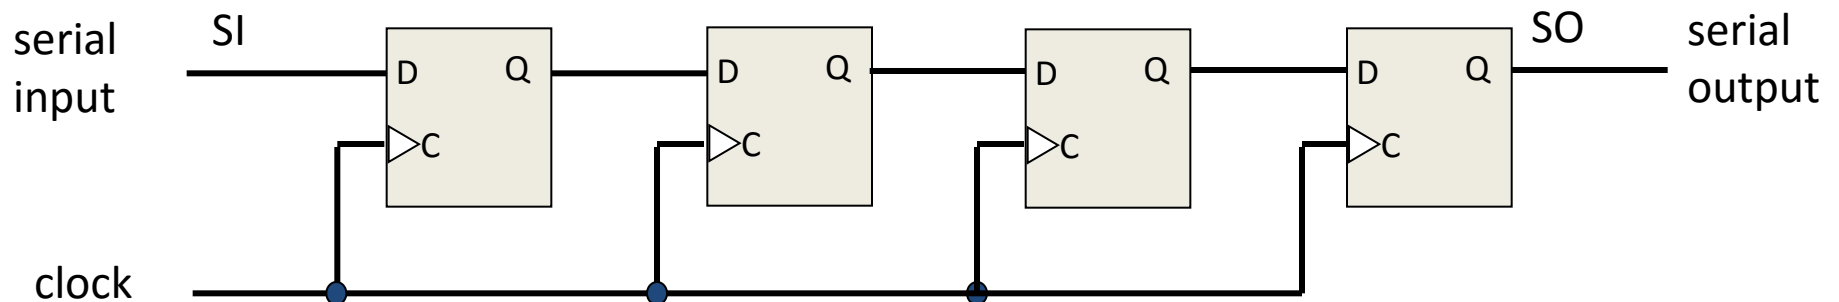 serial
input
SI
D Q
C
D Q
C
D Q
C
D Q
C
SO
serial
output
clock